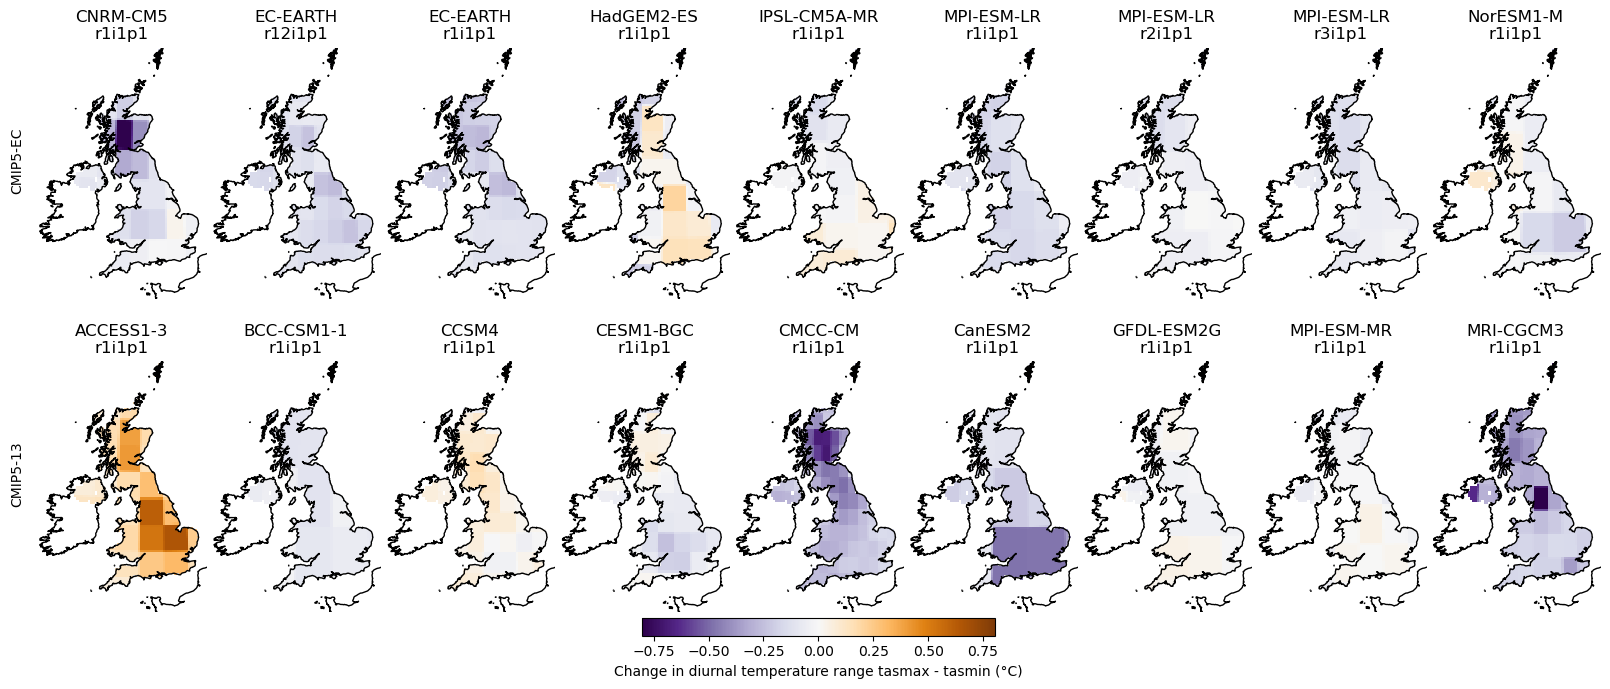 CNRM-CM5 EC-EARTH EC-EARTH HadGEM2-ES IPSL-CM5A-MR MPI-ESM-LR MPI-ESM-LR MPI-ESM-LR NorESM1-M
r1i1p1 r12i1p1 r1i1p1 r1i1p1 r1i1p1 r1i1p1 r2i1p1 r3i1p1 r1i1p1
CMIP5-EC
ACCESS1-3 BCC-CSM1-1 CCSM4 CESM1-BGC CMCC-CM CanESM2 GFDL-ESM2G MPI-ESM-MR MRI-CGCM3
r1i1p1 r1i1p1 r1i1p1 r1i1p1 r1i1p1 r1i1p1 r1i1p1 r1i1p1 r1i1p1
CMIP5-13
−0.75 −0.50 −0.25 0.00 0.25 0.50 0.75
Change in diurnal temperature range tasmax - tasmin (°C)